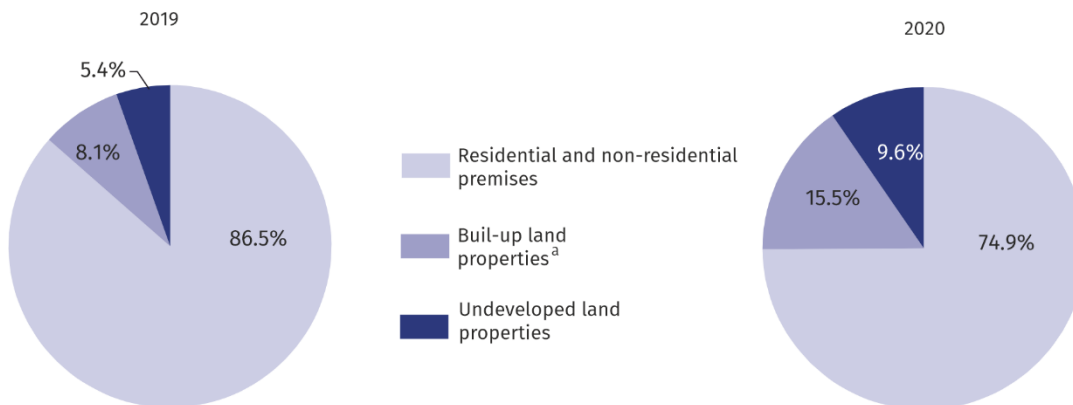 2019
5.4%
8.1%
86.5%
Residential and non-residential
premises
Buil-up land
propertiesᵃ
Undeveloped land
properties
2020
9.6%
15.5%
74.9%